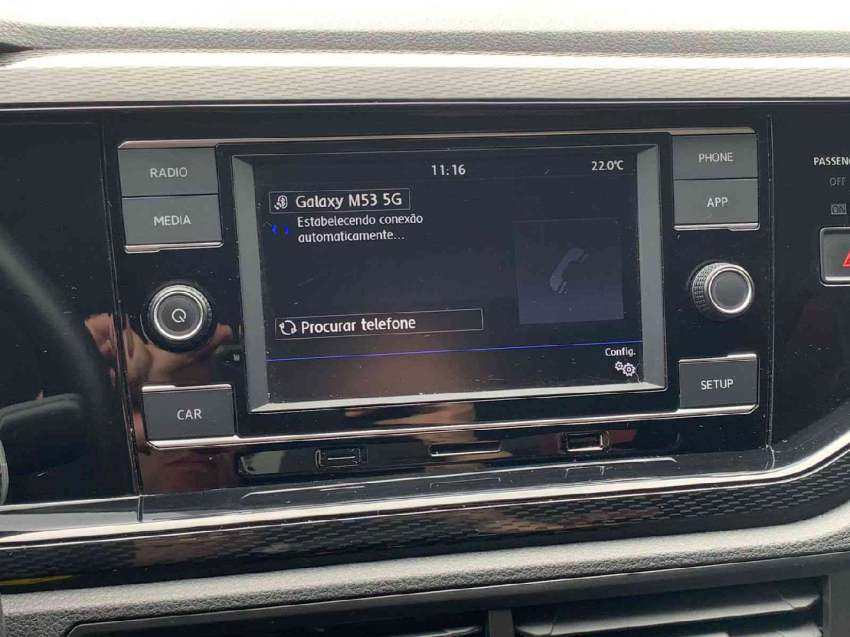 11:16
22.0°C
Galaxy M53 5G
Estabelecendo conexão
automaticamente...
Procurar telefone
Config.
RADIO
MEDIA
CAR
PHONE
APP
SETUP
OFF
ON